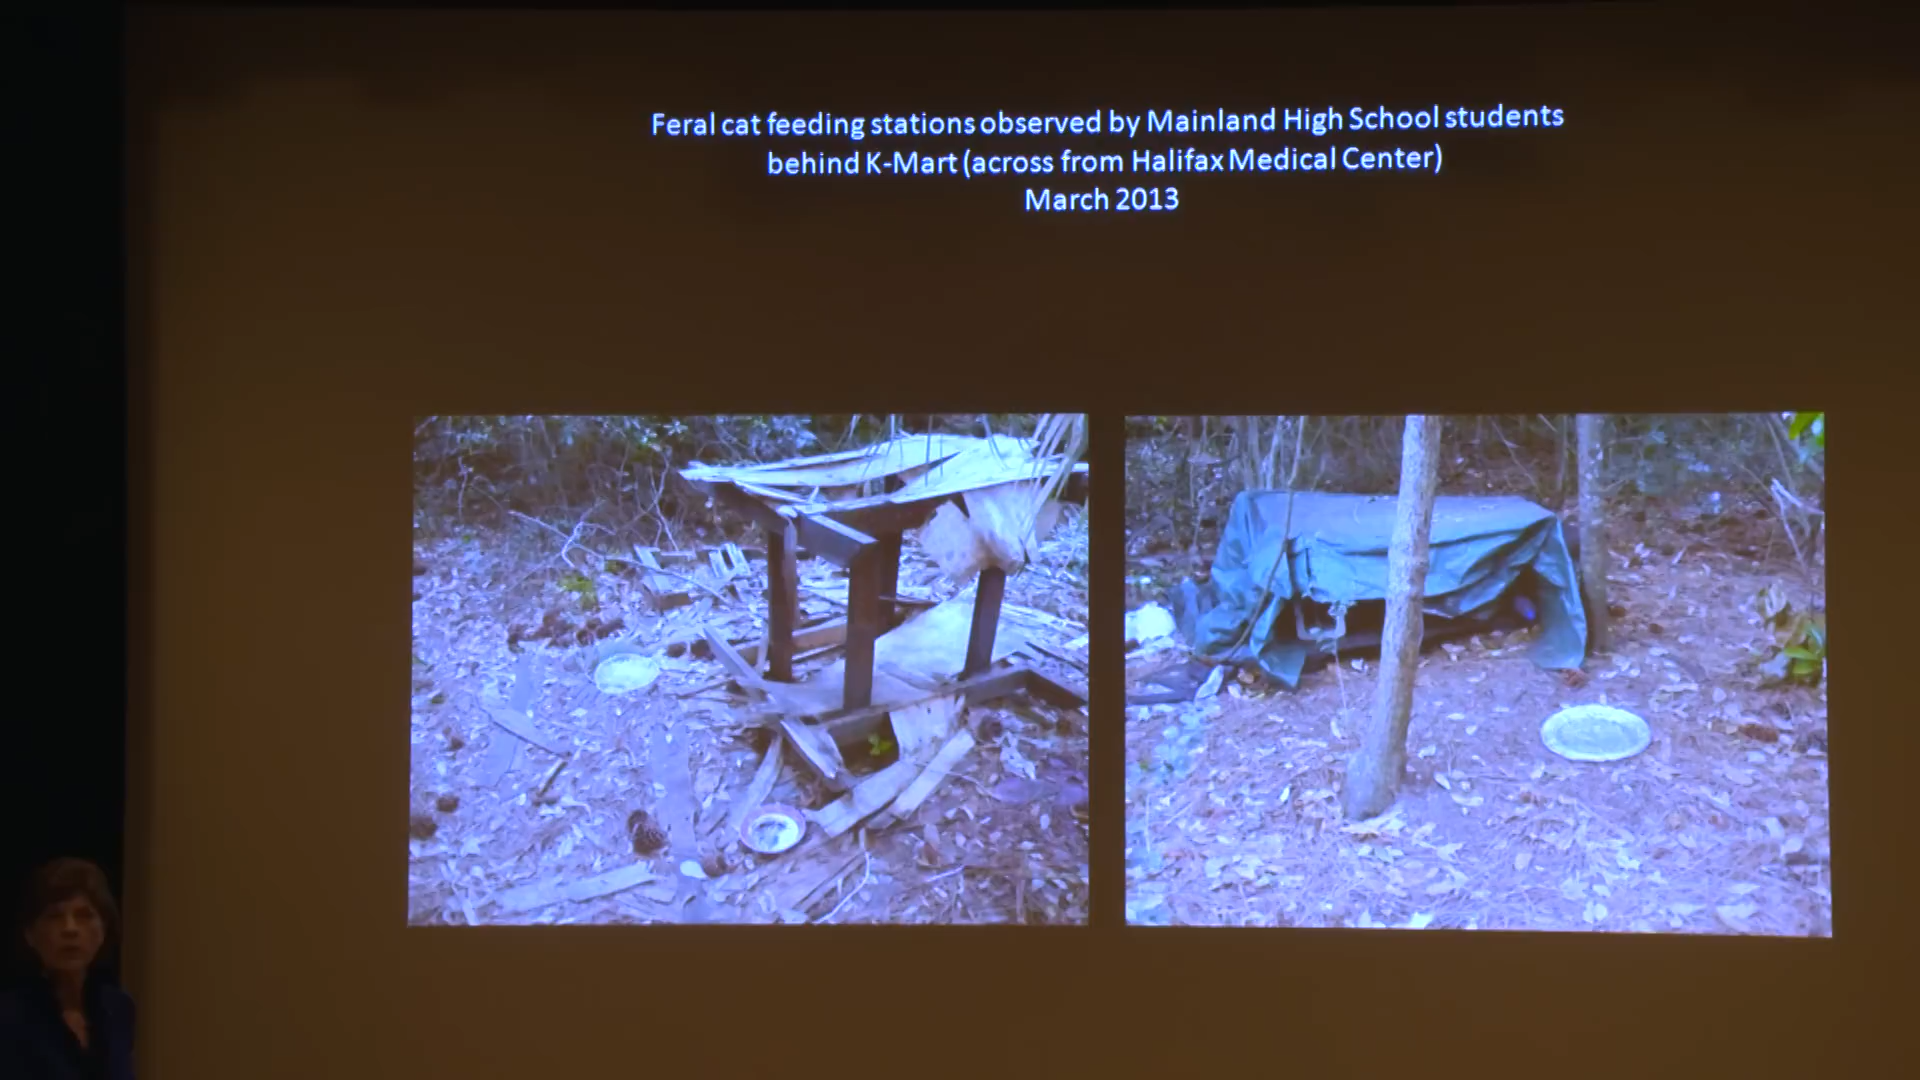 Feral cat feeding stations observed by Mainland High School students
behind K-Mart (across from Halifax Medical Center)
March 2013